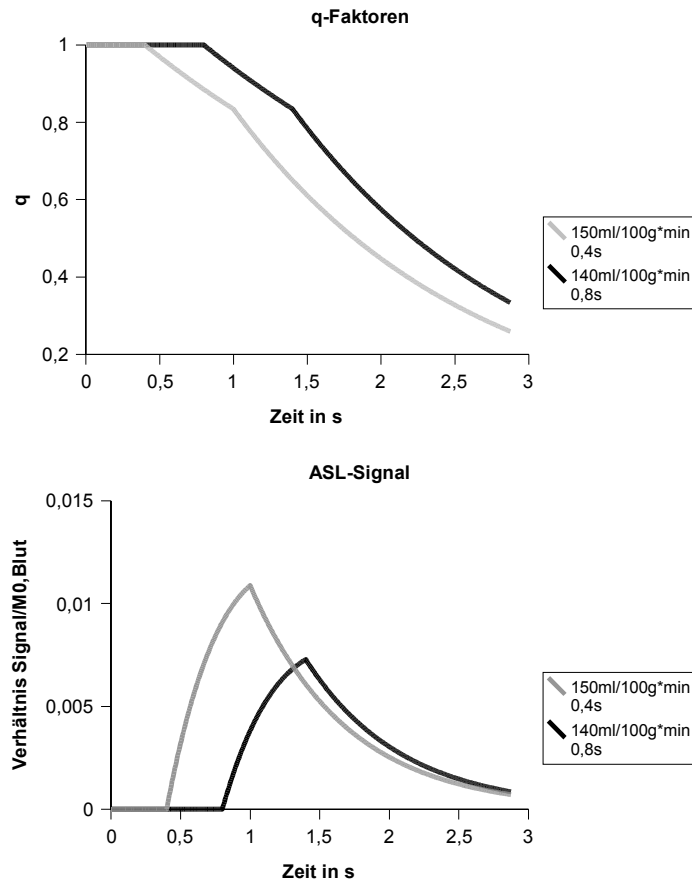 q-Faktoren
1
0,8
0,6
0,4
0,2
q
0
0,5
1
1,5
2
2,5
3
Zeit in s
150ml/100g*min
0,4s
140ml/100g*min
0,8s
ASL-Signal
0,015
0,01
0,005
0
Verhältnis Signal/M0,Blut
0
0,5
1
1,5
2
2,5
3
Zeit in s
150ml/100g*min
0,4s
140ml/100g*min
0,8s